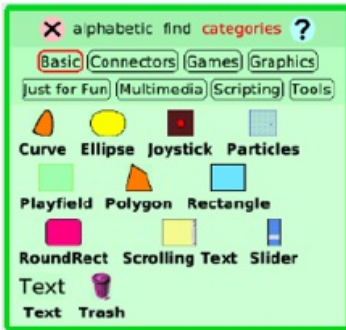 alphabetic find categories ?
Basic Connectors Games Graphics
Just for Fun Multimedia Scripting Tools
Curve Ellipse Joystick Particles
Playfield Polygon Rectangle
RoundRect Scrolling Text Slider
Text
Text Trash